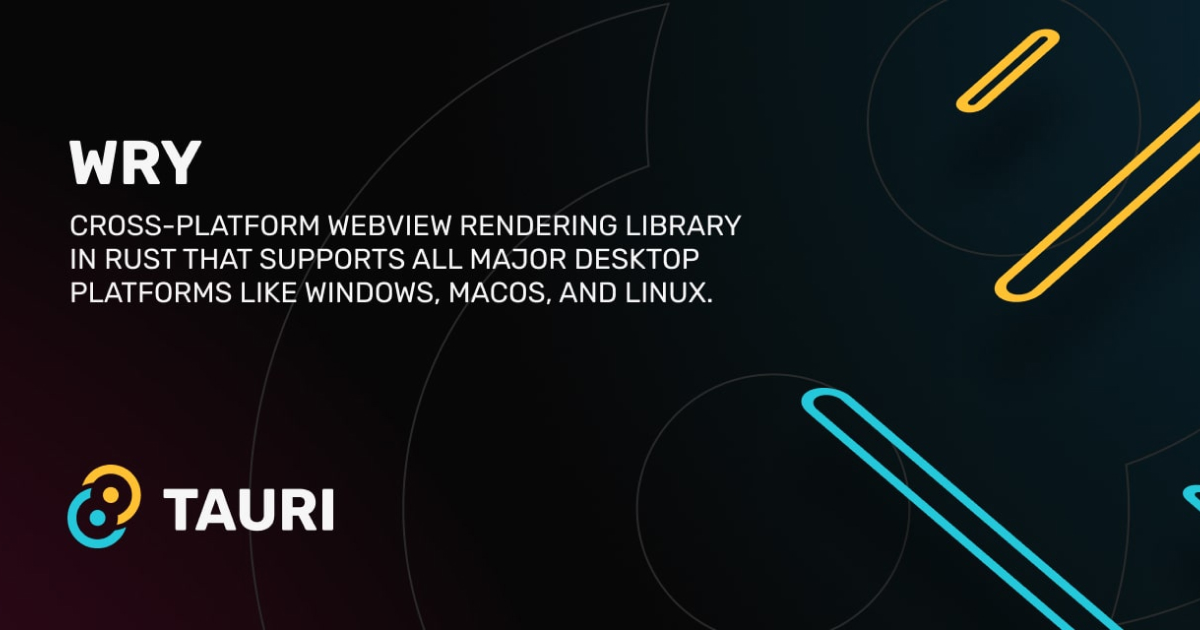 WRY
CROSS-PLATFORM WEBVIEW RENDERING LIBRARY
IN RUST THAT SUPPORTS ALL MAJOR DESKTOP
PLATFORMS LIKE WINDOWS, MACOS, AND LINUX.
TAURI